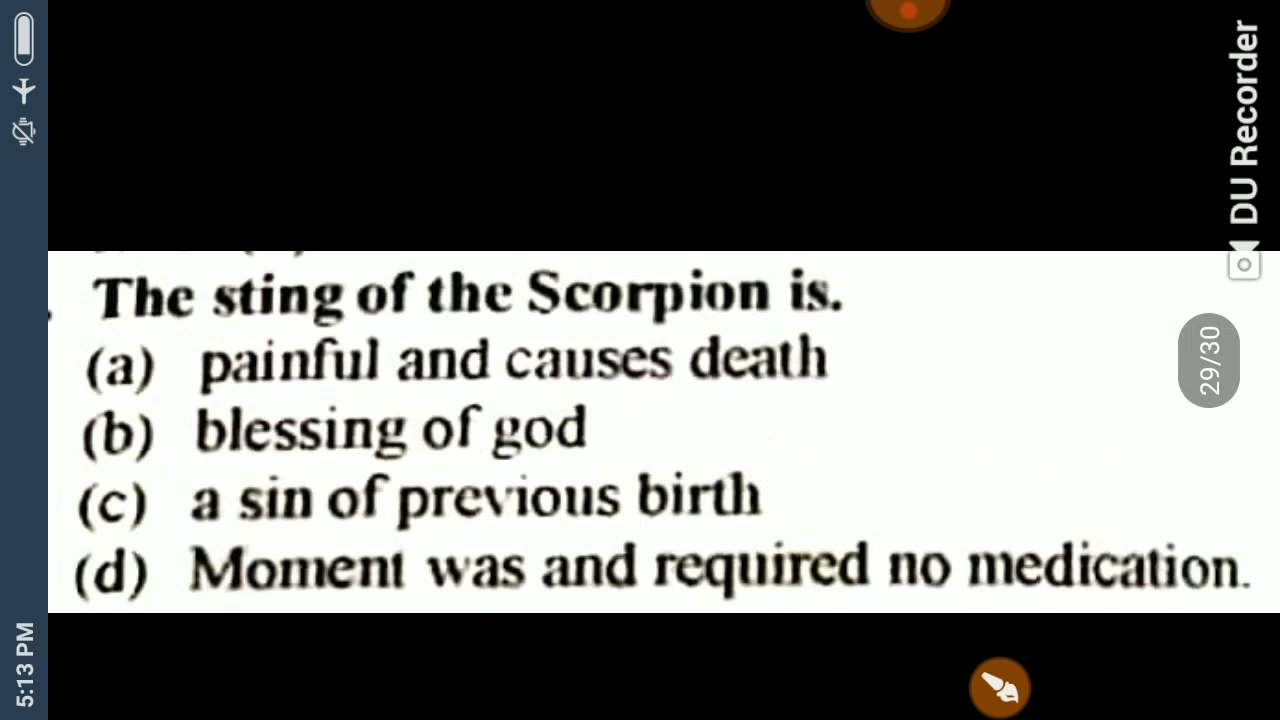 The sting of the Scorpion is.
(a) painful and causes death
(b) blessing of god
(c) a sin of previous birth
(d) Moment was and required no medication.
DU Recorder
29/30
5:13 PM